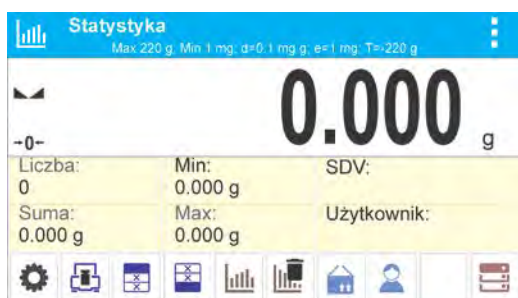 Statystyka
Max 220 g; Min 1 mg; d=0.1 mg g; e=1 mg; T=-220 g
0.000 g
→0←
Liczba: Min: SDV:
0 0.000 g
Suma: Max: Użytkownik:
0.000 g 0.000 g